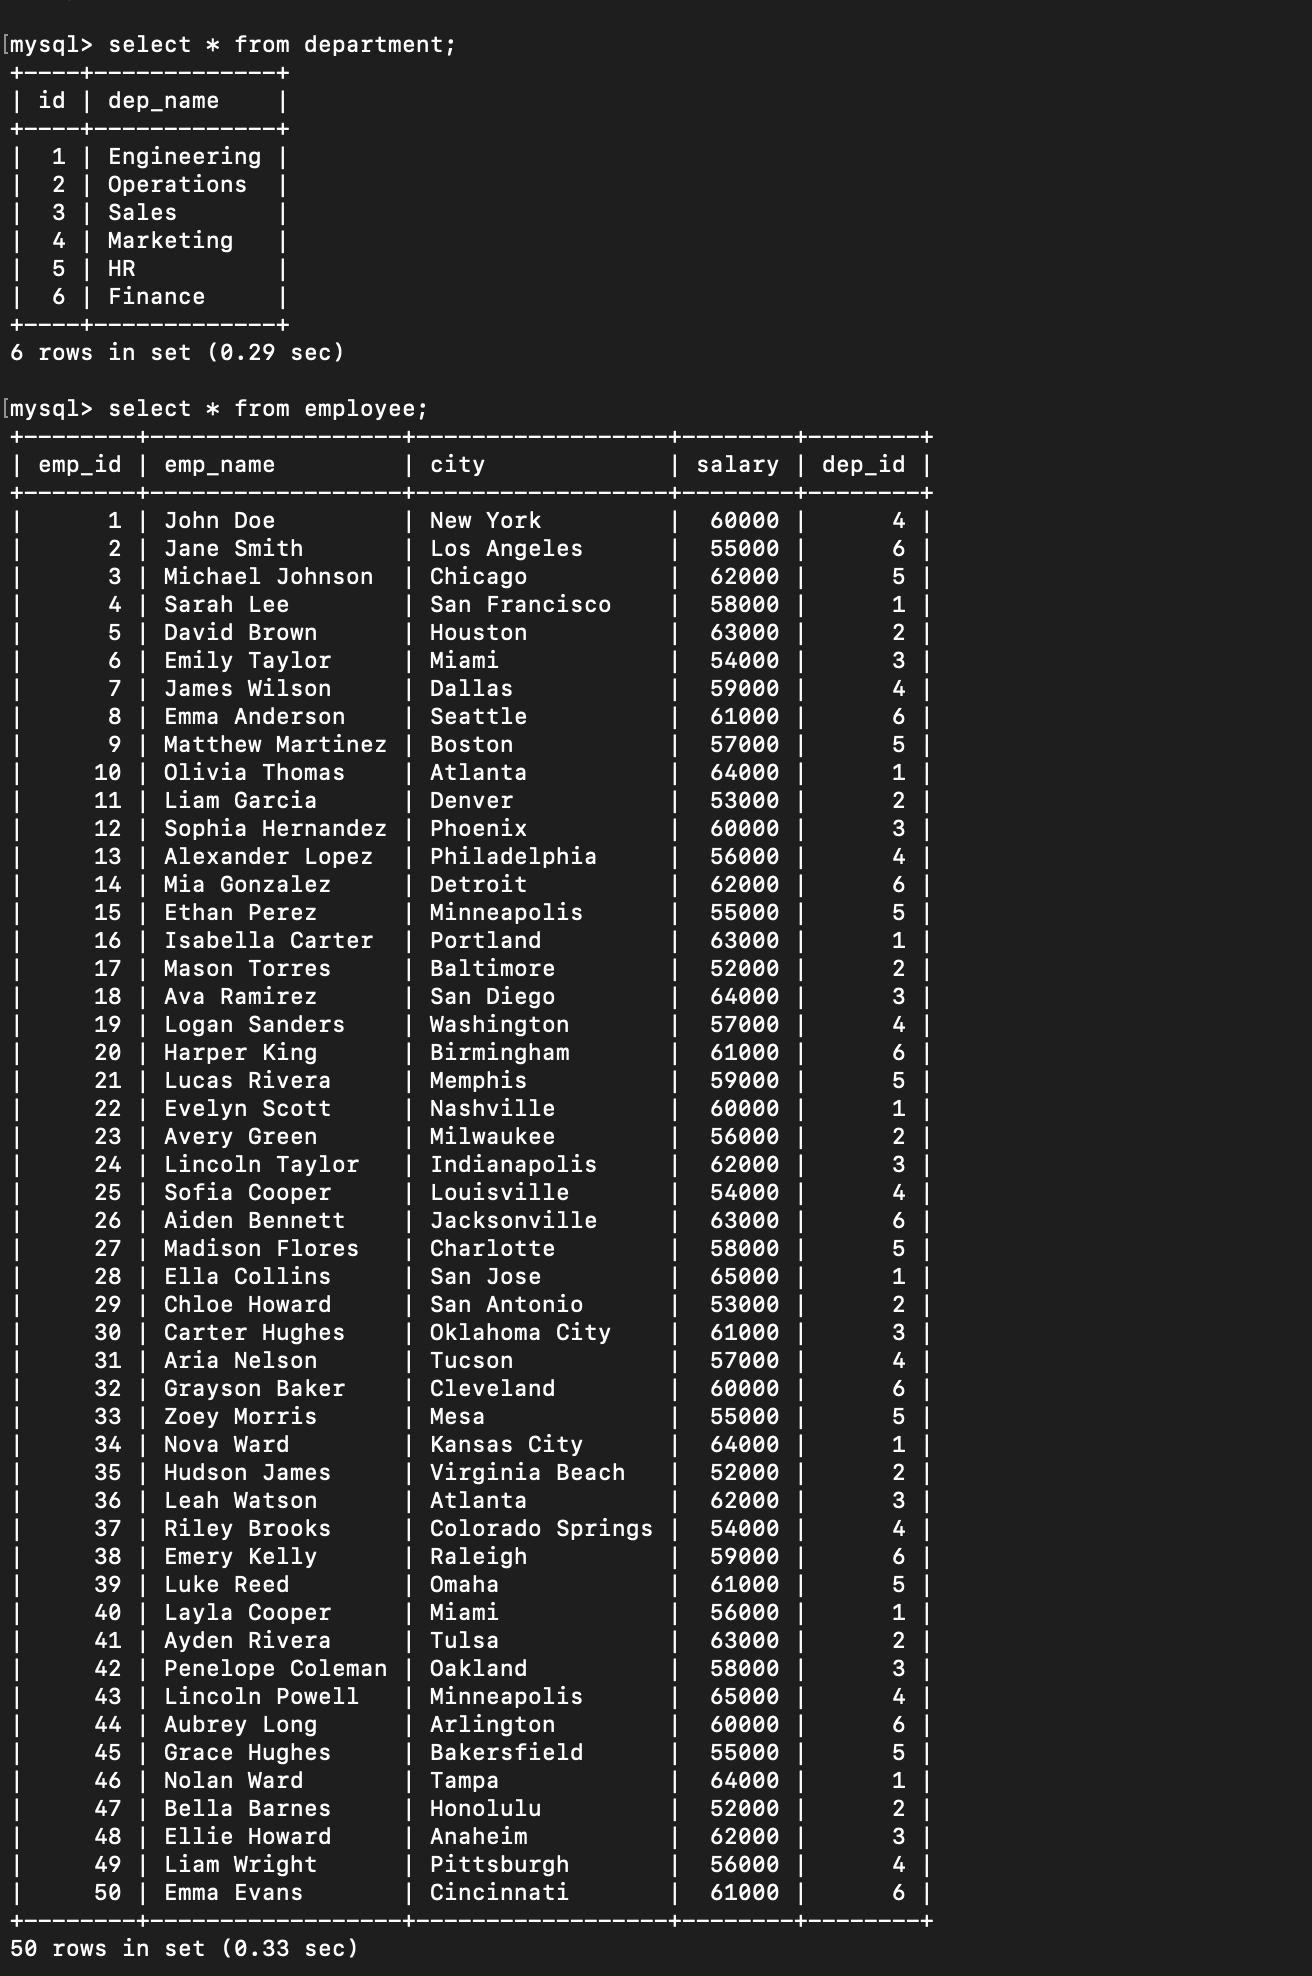 [mysql> select * from department;
+----+-------------+
| id | dep_name    |
+----+-------------+
|  1 | Engineering |
|  2 | Operations  |
|  3 | Sales       |
|  4 | Marketing   |
|  5 | HR          |
|  6 | Finance     |
+----+-------------+
6 rows in set (0.29 sec)

[mysql> select * from employee;
+--------+------------------+------------------+--------+--------+
| emp_id | emp_name         | city             | salary | dep_id |
+--------+------------------+------------------+--------+--------+
|      1 | John Doe         | New York         |  60000 |      4 |
|      2 | Jane Smith       | Los Angeles      |  55000 |      6 |
|      3 | Michael Johnson  | Chicago          |  62000 |      5 |
|      4 | Sarah Lee        | San Francisco    |  58000 |      1 |
|      5 | David Brown      | Houston          |  63000 |      2 |
|      6 | Emily Taylor     | Miami            |  54000 |      3 |
|      7 | James Wilson     | Dallas           |  59000 |      4 |
|      8 | Emma Anderson    | Seattle          |  61000 |      6 |
|      9 | Matthew Martinez | Boston           |  57000 |      5 |
|     10 | Olivia Thomas    | Atlanta          |  64000 |      1 |
|     11 | Liam Garcia      | Denver           |  53000 |      2 |
|     12 | Sophia Hernandez | Phoenix          |  60000 |      3 |
|     13 | Alexander Lopez  | Philadelphia     |  56000 |      4 |
|     14 | Mia Gonzalez     | Detroit          |  62000 |      6 |
|     15 | Ethan Perez      | Minneapolis      |  55000 |      5 |
|     16 | Isabella Carter  | Portland         |  63000 |      1 |
|     17 | Mason Torres     | Baltimore        |  52000 |      2 |
|     18 | Ava Ramirez      | San Diego        |  64000 |      3 |
|     19 | Logan Sanders    | Washington       |  57000 |      4 |
|     20 | Harper King      | Birmingham       |  61000 |      6 |
|     21 | Lucas Rivera     | Memphis          |  59000 |      5 |
|     22 | Evelyn Scott     | Nashville        |  60000 |      1 |
|     23 | Avery Green      | Milwaukee        |  56000 |      2 |
|     24 | Lincoln Taylor   | Indianapolis     |  62000 |      3 |
|     25 | Sofia Cooper     | Louisville       |  54000 |      4 |
|     26 | Aiden Bennett    | Jacksonville     |  63000 |      6 |
|     27 | Madison Flores   | Charlotte        |  58000 |      5 |
|     28 | Ella Collins     | San Jose         |  65000 |      1 |
|     29 | Chloe Howard     | San Antonio      |  53000 |      2 |
|     30 | Carter Hughes    | Oklahoma City    |  61000 |      3 |
|     31 | Aria Nelson      | Tucson           |  57000 |      4 |
|     32 | Grayson Baker    | Cleveland        |  60000 |      6 |
|     33 | Zoey Morris      | Mesa             |  55000 |      5 |
|     34 | Nova Ward        | Kansas City      |  64000 |      1 |
|     35 | Hudson James     | Virginia Beach   |  52000 |      2 |
|     36 | Leah Watson      | Atlanta          |  62000 |      3 |
|     37 | Riley Brooks     | Colorado Springs |  54000 |      4 |
|     38 | Emery Kelly      | Raleigh          |  59000 |      6 |
|     39 | Luke Reed        | Omaha            |  61000 |      5 |
|     40 | Layla Cooper     | Miami            |  56000 |      1 |
|     41 | Ayden Rivera     | Tulsa            |  63000 |      2 |
|     42 | Penelope Coleman | Oakland          |  58000 |      3 |
|     43 | Lincoln Powell   | Minneapolis      |  65000 |      4 |
|     44 | Aubrey Long      | Arlington        |  60000 |      6 |
|     45 | Grace Hughes     | Bakersfield      |  55000 |      5 |
|     46 | Nolan Ward       | Tampa            |  64000 |      1 |
|     47 | Bella Barnes     | Honolulu         |  52000 |      2 |
|     48 | Ellie Howard     | Anaheim          |  62000 |      3 |
|     49 | Liam Wright      | Pittsburgh       |  56000 |      4 |
|     50 | Emma Evans       | Cincinnati       |  61000 |      6 |
+--------+------------------+------------------+--------+--------+
50 rows in set (0.33 sec)